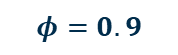 ϕ = 0.9